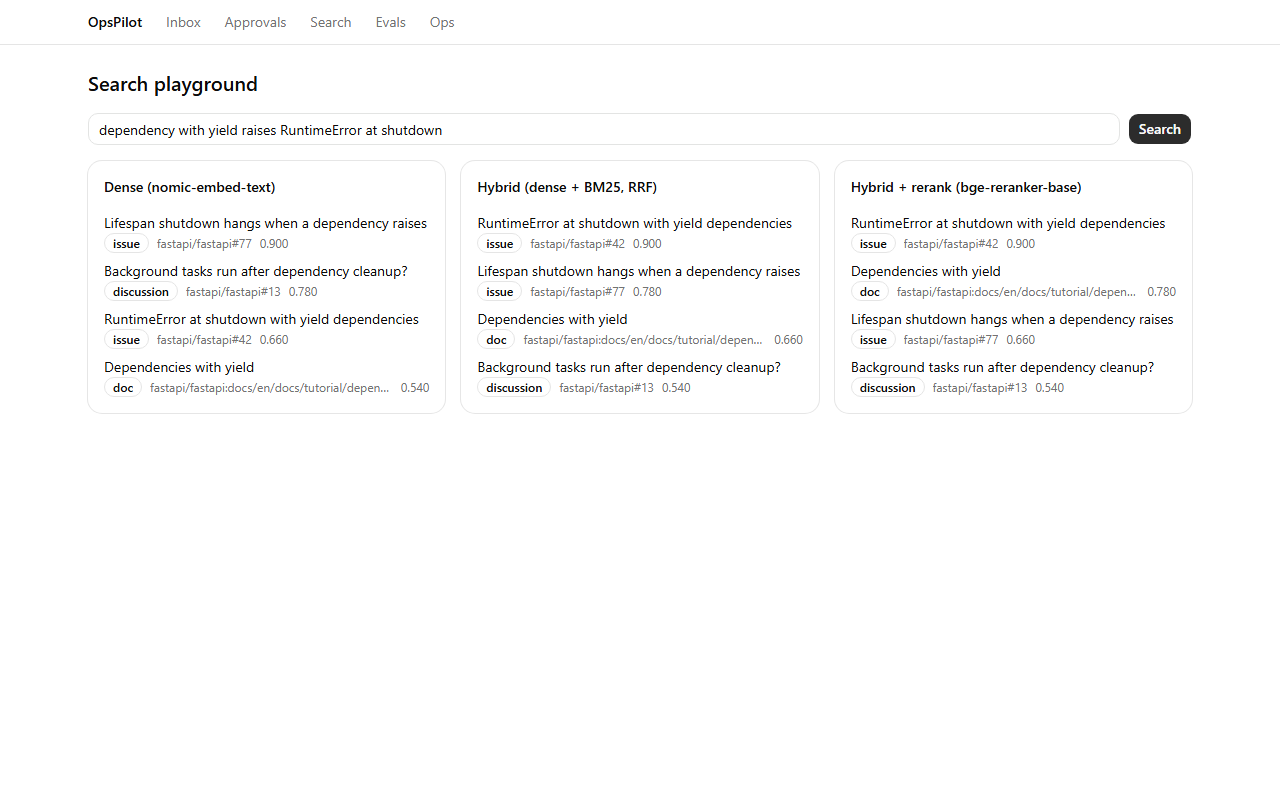 OpsPilot Inbox Approvals Search Evals Ops
Search playground
dependency with yield raises RuntimeError at shutdown Search
Dense (nomic-embed-text)
Lifespan shutdown hangs when a dependency raises
issue fastapi/fastapi#77 0.900
Background tasks run after dependency cleanup?
discussion fastapi/fastapi#13 0.780
RuntimeError at shutdown with yield dependencies
issue fastapi/fastapi#42 0.660
Dependencies with yield
doc fastapi/fastapi:docs/en/docs/tutorial/depen... 0.540
Hybrid (dense + BM25, RRF)
RuntimeError at shutdown with yield dependencies
issue fastapi/fastapi#42 0.900
Lifespan shutdown hangs when a dependency raises
issue fastapi/fastapi#77 0.780
Dependencies with yield
doc fastapi/fastapi:docs/en/docs/tutorial/depen... 0.660
Background tasks run after dependency cleanup?
discussion fastapi/fastapi#13 0.540
Hybrid + rerank (bge-reranker-base)
RuntimeError at shutdown with yield dependencies
issue fastapi/fastapi#42 0.900
Dependencies with yield
doc fastapi/fastapi:docs/en/docs/tutorial/depen... 0.780
Lifespan shutdown hangs when a dependency raises
issue fastapi/fastapi#77 0.660
Background tasks run after dependency cleanup?
discussion fastapi/fastapi#13 0.540